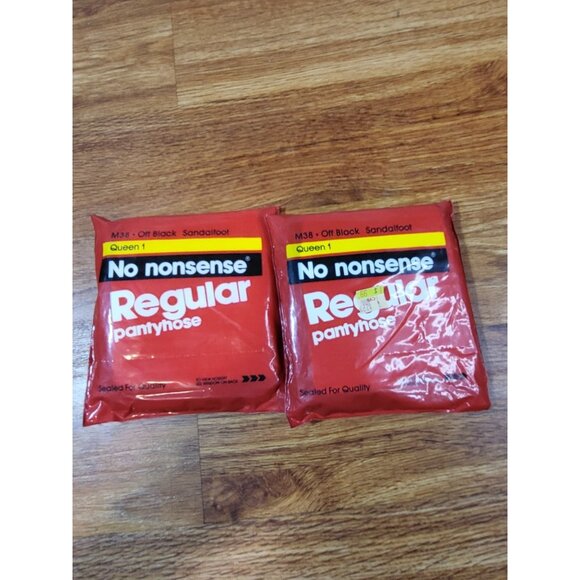 M38 • Off Black Sandalfoot
Queen 1
No nonsense®
Regular
pantyhose
Sealed For Quality
M38 • Off Black Sandalfoot
Queen 1
No nonsense®
Regular
pantyhose
Sealed For Quality